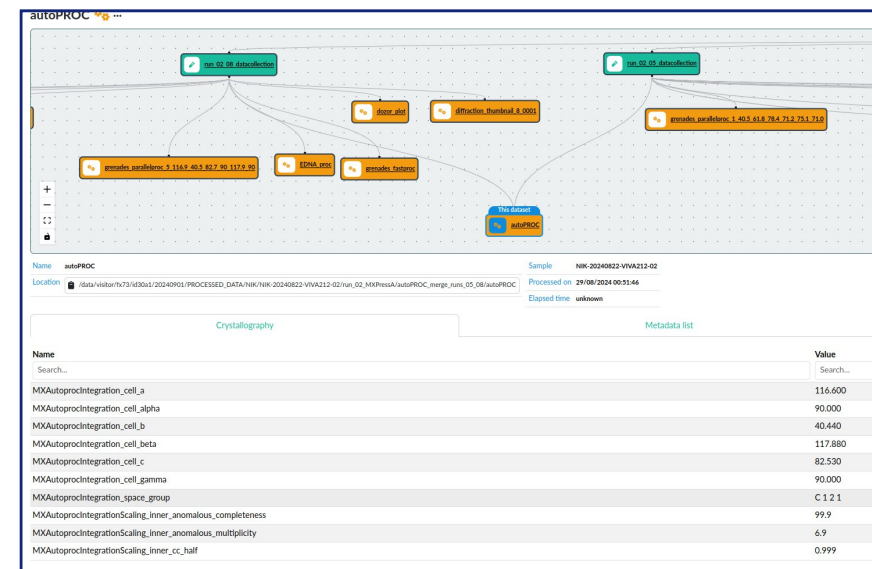 autoPROC ...
run_02_08_datacollection
run_02_05_datacollection
dozor_plot
diffraction_thumbnail_8_0001
grenades_parallelproc_1_40.5_61.8_78.4_71.2_75.1_71.0
grenades_parallelproc_3_116.9_40.5_82.7_90_117.9_90
EDNA_proc
grenades_fastproc
This dataset
autoPROC
Name autoPROC
Sample NIK-20240822-VIVA212-02
Location /data/visitor/fx73/id30a1/20240901/PROCESSED_DATA/NIK/NIK-20240822-VIVA212-02/run_02_MXPressA/autoPROC_merge_runs_05_08/autoPROC
Processed on 29/08/2024 00:51:46
Elapsed time unknown
Crystallography Metadata list
Name Value
Search... Search...
MXAutoprocIntegration_cell_a 116.600
MXAutoprocIntegration_cell_alpha 90.000
MXAutoprocIntegration_cell_b 40.440
MXAutoprocIntegration_cell_beta 117.880
MXAutoprocIntegration_cell_c 82.530
MXAutoprocIntegration_cell_gamma 90.000
MXAutoprocIntegration_space_group C 1 2 1
MXAutoprocIntegrationScaling_inner_anomalous_completeness 99.9
MXAutoprocIntegrationScaling_inner_anomalous_multiplicity 6.9
MXAutoprocIntegrationScaling_inner_cc_half 0.999